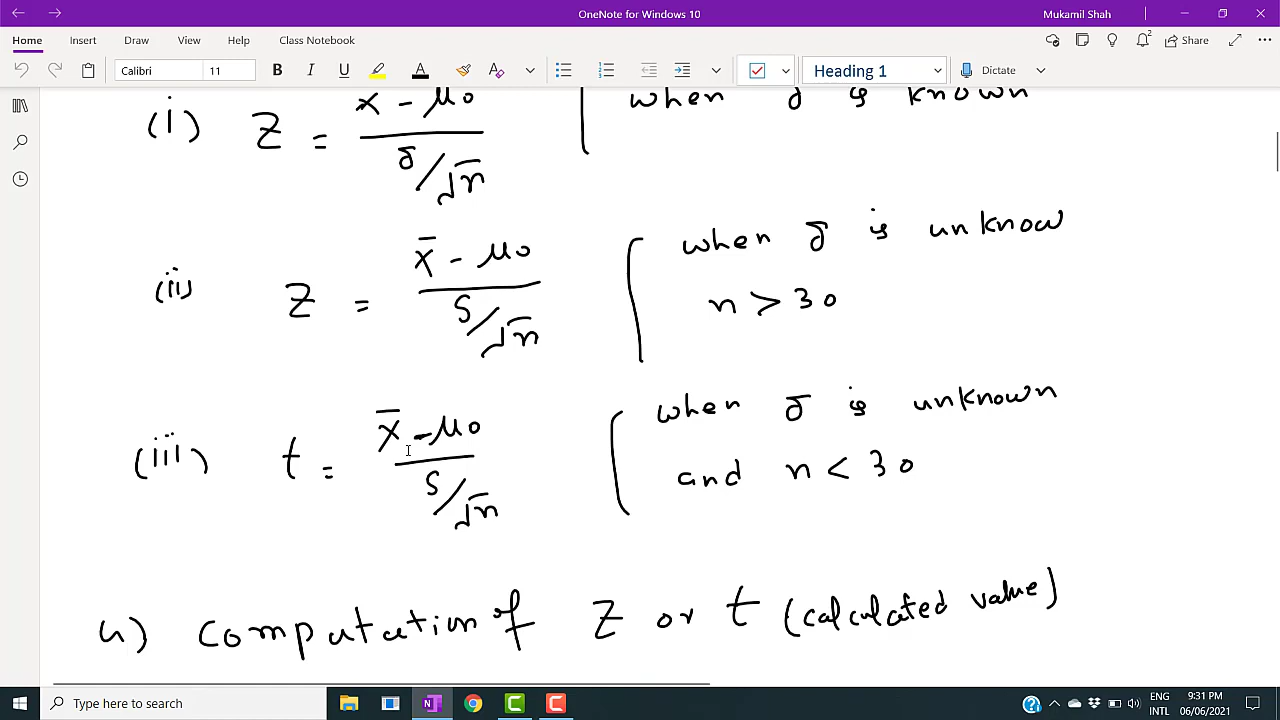 OneNote for Windows 10
Mukamil Shah
Home Insert Draw View Help Class Notebook
Share
Calibri 11 B I U A Heading 1 Dictate
(i) Z = x̄ - μ0 / δ/√n when δ is known
(ii) Z = x̄ - μ0 / S/√n when δ is unknow
n > 30
(iii) t = x̄ - μ0 / S/√n when δ is unknown
and n < 30
4) computation of Z or t (calculated value)
Type here to search
ENG 9:31 PM
INTL 06/06/2021